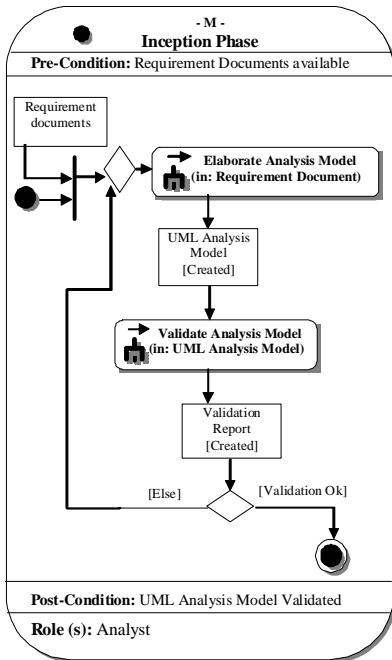 - M -
Inception Phase
Pre-Condition: Requirement Documents available
Requirement
documents
Elaborate Analysis Model
(in: Requirement Document)
UML Analysis
Model
[Created]
Validate Analysis Model
(in: UML Analysis Model)
Validation
Report
[Created]
[Else]
[Validation Ok]
Post-Condition: UML Analysis Model Validated
Role (s): Analyst